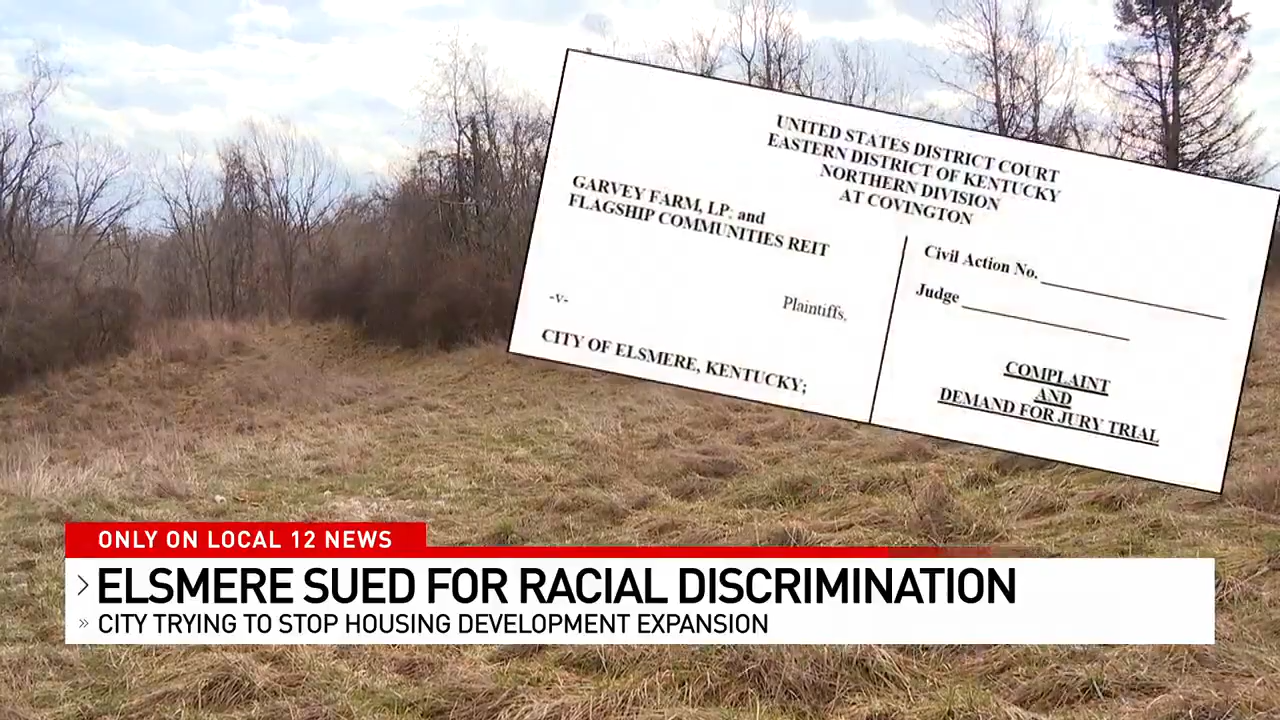 UNITED STATES DISTRICT COURT
EASTERN DISTRICT OF KENTUCKY
NORTHERN DIVISION
AT COVINGTON
GARVEY FARM, LP. and
FLAGSHIP COMMUNITIES REIT
Plaintiffs,
-v-
CITY OF ELSMERE, KENTUCKY;
Civil Action No.
Judge
COMPLAINT
AND
DEMAND FOR JURY TRIAL
ONLY ON LOCAL 12 NEWS
> ELSMERE SUED FOR RACIAL DISCRIMINATION
» CITY TRYING TO STOP HOUSING DEVELOPMENT EXPANSION